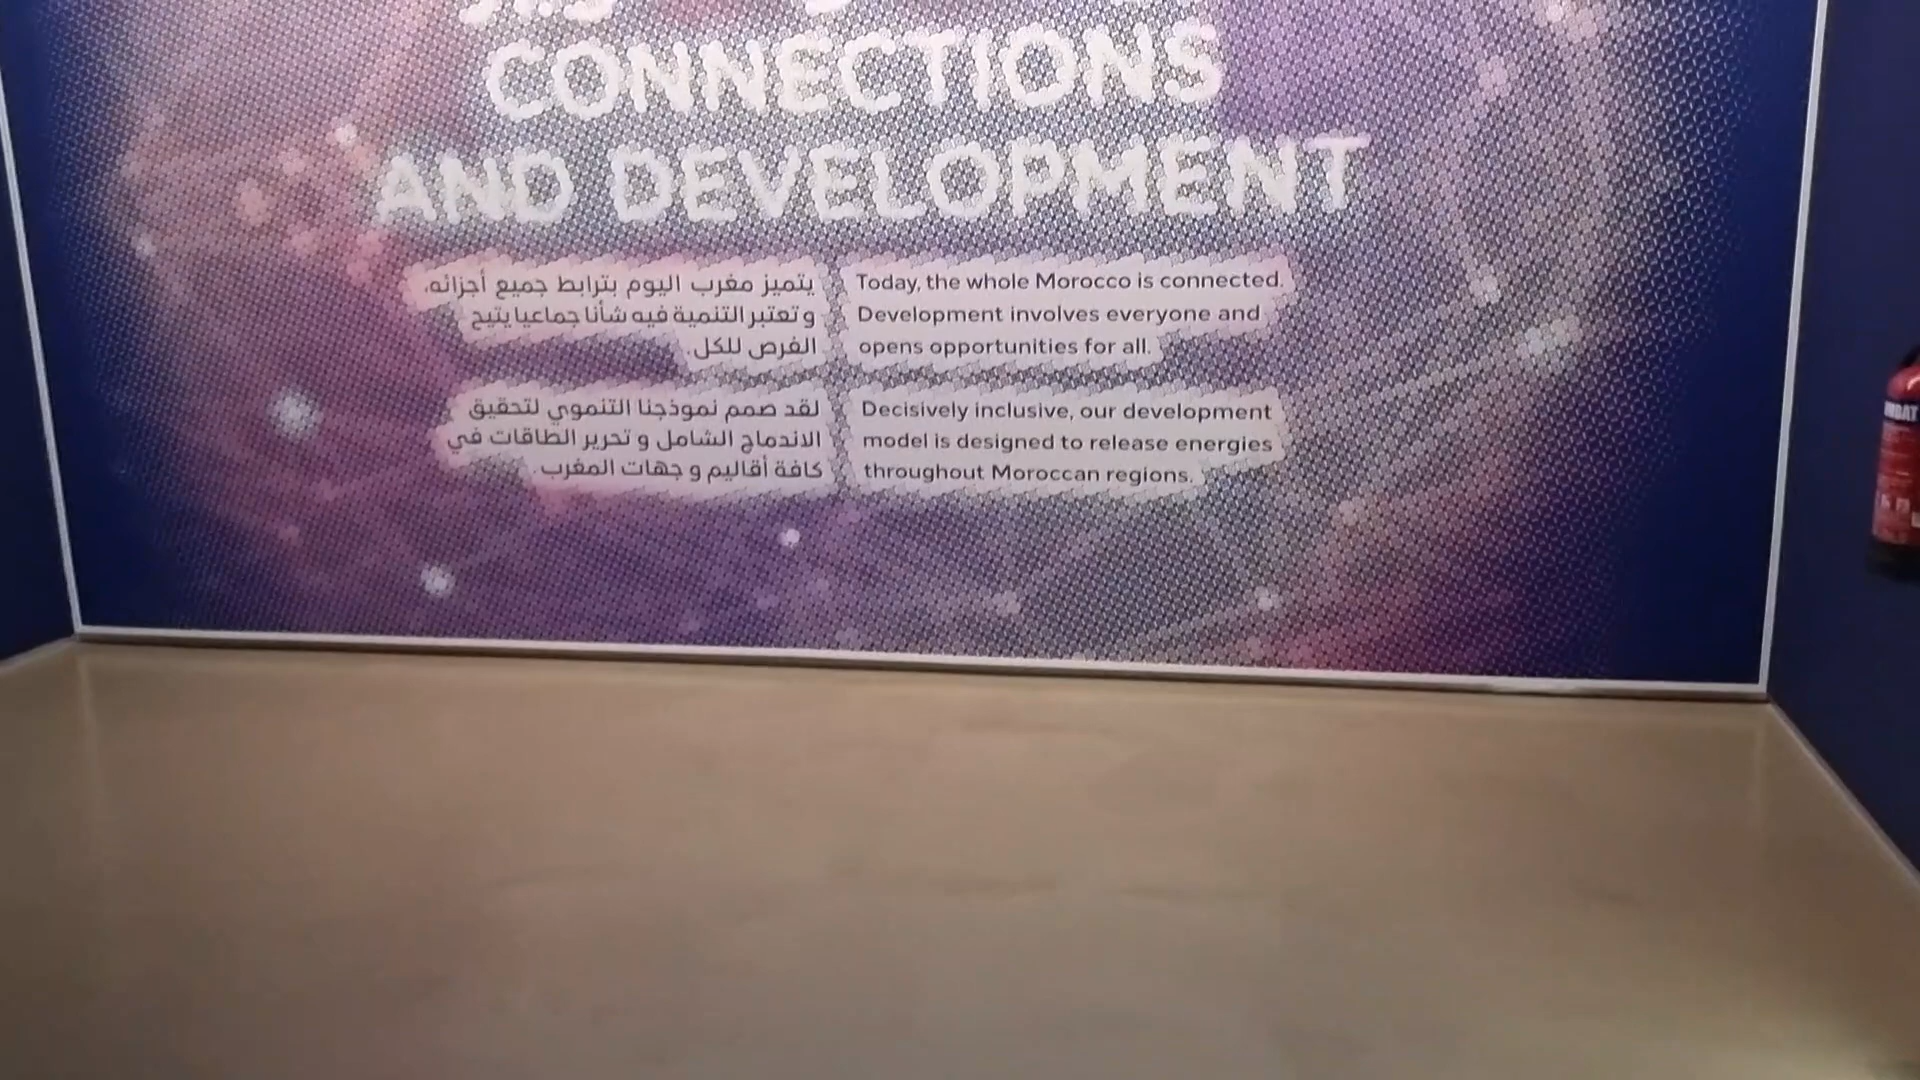 CONNECTIONS
AND DEVELOPMENT
يتميز مغرب اليوم بترابط جميع أجزائه،
و تعتبر التنمية فيه شأنا جماعيا يتيح
الفرص للكل.
لقد صمم نموذجنا التنموي لتحقيق
الاندماج الشامل و تحرير الطاقات في
كافة أقاليم و جهات المغرب.
Today, the whole Morocco is connected.
Development involves everyone and
opens opportunities for all.
Decisively inclusive, our development
model is designed to release energies
throughout Moroccan regions.